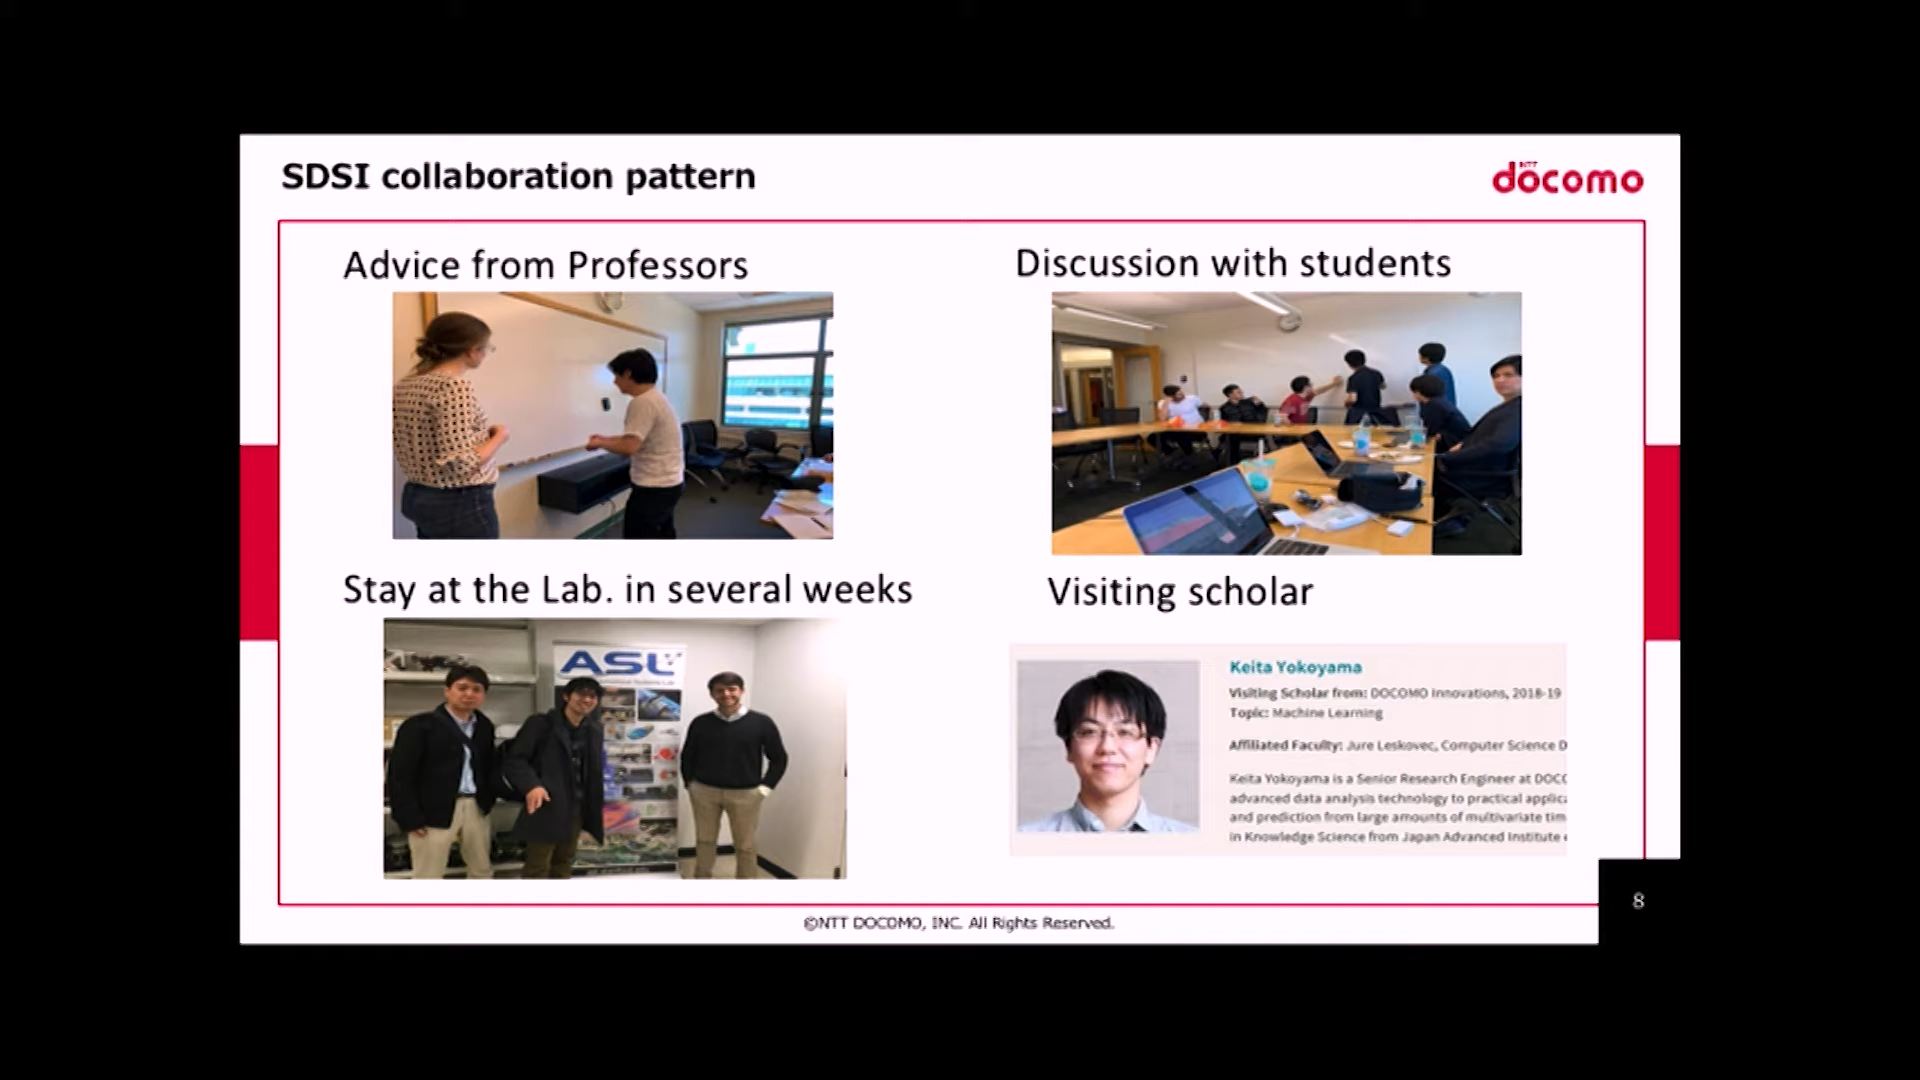 SDSI collaboration pattern
NTT
docomo
Advice from Professors
Discussion with students
Stay at the Lab. in several weeks
ASL
Visiting scholar
Keita Yokoyama
Visiting Scholar from: DOCOMO Innovations, 2018-19
Topic: Machine Learning
Affiliated Faculty: Jure Leskovec, Computer Science D
Keita Yokoyama is a Senior Research Engineer at DOCO
advanced data analysis technology to practical applica
and prediction from large amounts of multivariate tim
in Knowledge Science from Japan Advanced Institute
8
©NTT DOCOMO, INC. All Rights Reserved.